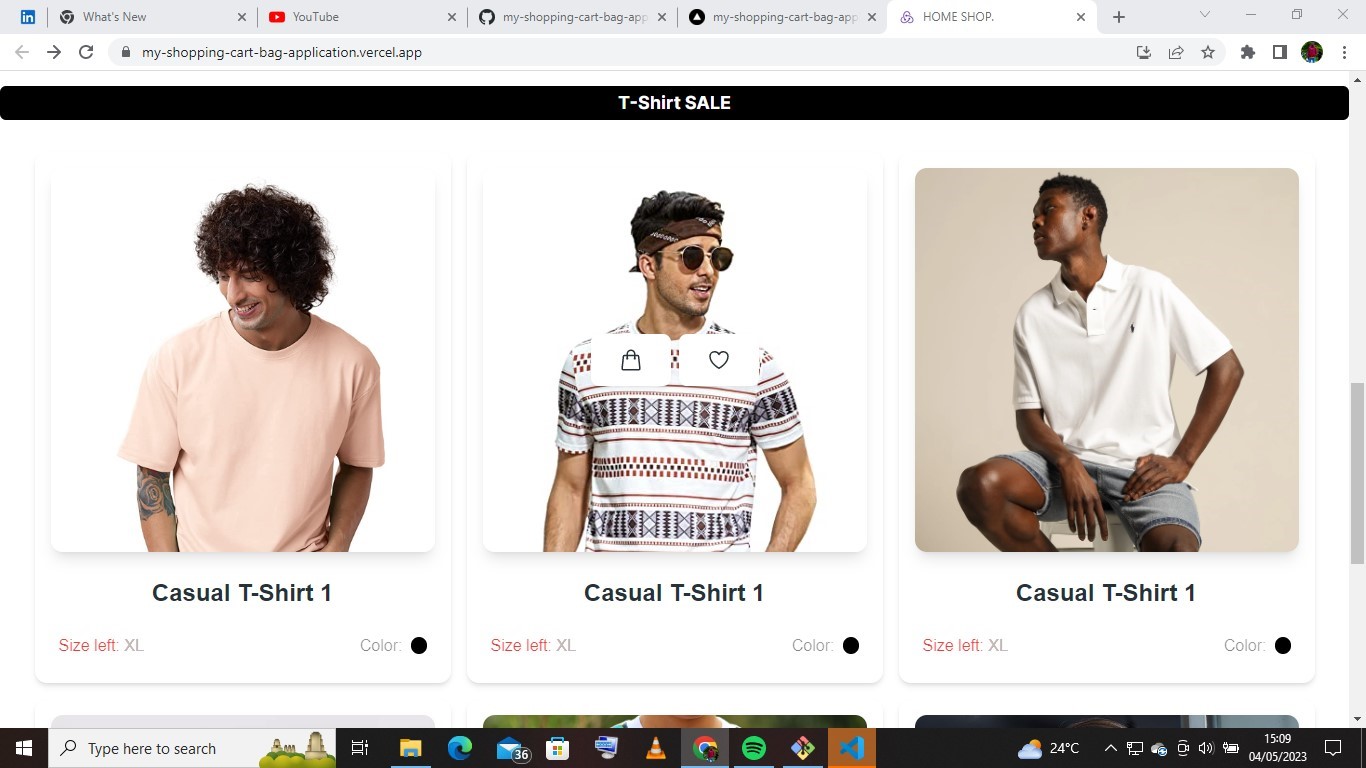 What's New
YouTube
my-shopping-cart-bag-app
my-shopping-cart-bag-app
HOME SHOP.
my-shopping-cart-bag-application.vercel.app
T-Shirt SALE
Casual T-Shirt 1
Casual T-Shirt 1
Casual T-Shirt 1
Size left: XL
Color:
Size left: XL
Color:
Size left: XL
Color:
Type here to search
36
24°C
15:09
04/05/2023